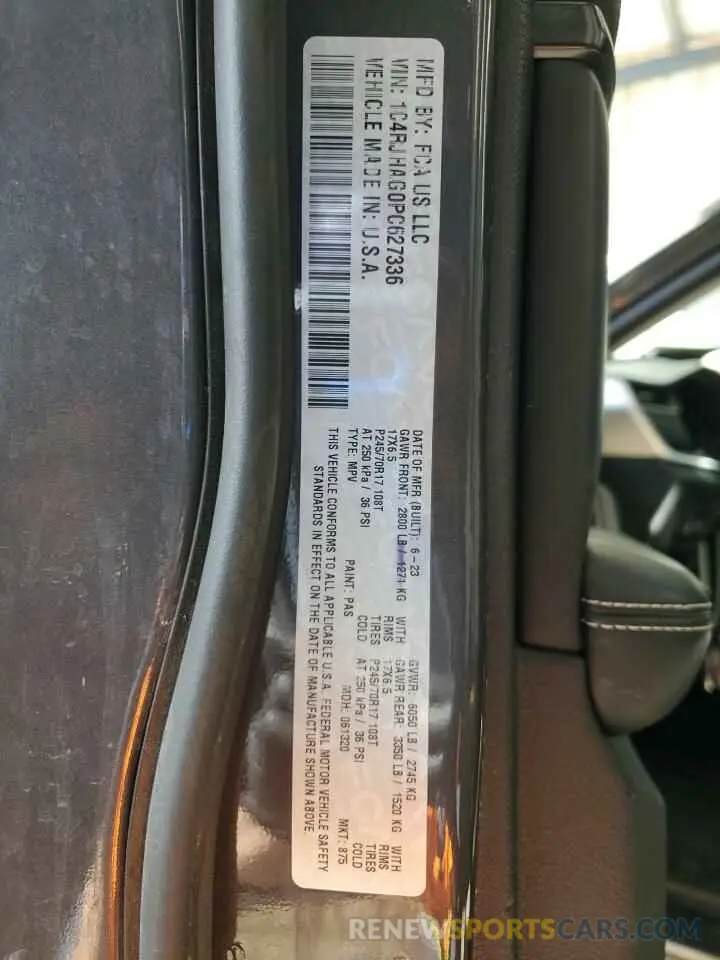 MFD BY: FCA US LLC
VIN: 1C4RJHAG0PC627336
VEHICLE MADE IN: U.S.A.
DATE OF MFR (BUILT): 6-23 GVWR: 6050 LB / 2745 KG
GAWR FRONT: 2800 LB / 1271 KG WITH GAWR REAR: 3350 LB / 1520 KG WITH
17X6.5 RIMS 17X6.5 RIMS
P245/70R17 108T TIRES P245/70R17 108T TIRES
AT 250 kPa / 36 PSI COLD AT 250 kPa / 36 PSI COLD
TYPE: MPV PAINT: PAS MDH: 061320 MKT: 875
THIS VEHICLE CONFORMS TO ALL APPLICABLE U.S.A. FEDERAL MOTOR VEHICLE SAFETY
STANDARDS IN EFFECT ON THE DATE OF MANUFACTURE SHOWN ABOVE
RENEWSPORTCARS.COM